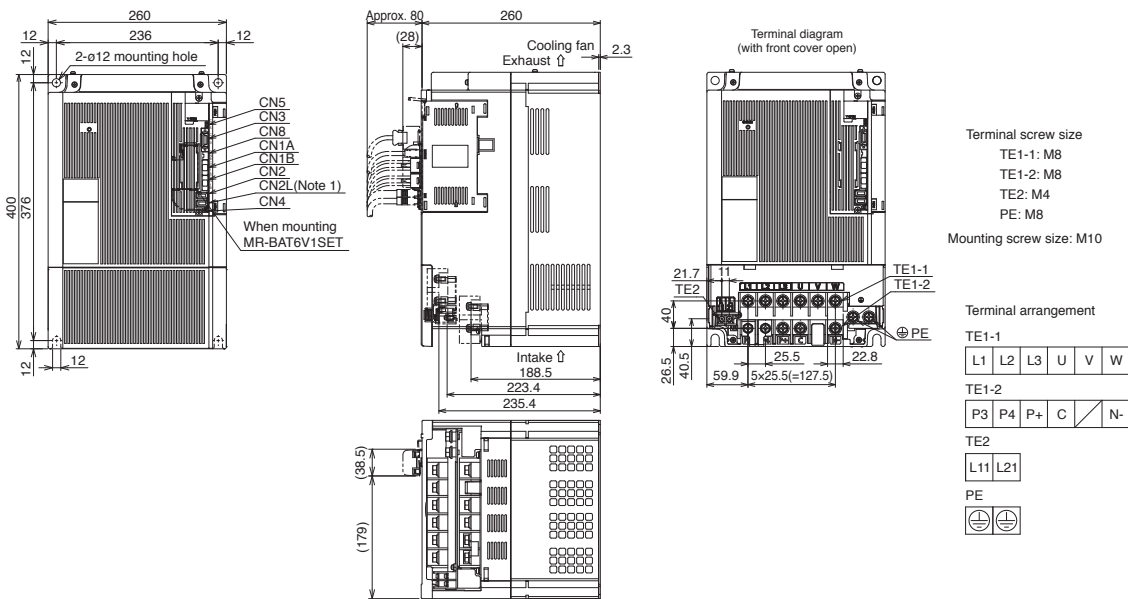 260
12
236
12
12
2-ø12 mounting hole
CN5
CN3
CN8
CN1A
CN1B
CN2
CN2L(Note 1)
CN4
When mounting
MR-BAT6V1SET
400
376
12
12
Approx. 80
260
(28)
Cooling fan
Exhaust ⇧
2.3
Intake ⇧
188.5
223.4
235.4
(38.5)
(179)
Terminal diagram
(with front cover open)
21.7
11
TE2
L1 L2 L3 U V W
TE1-1
TE1-2
PE
40
40.5
26.5
25.5
22.8
59.9
5×25.5(=127.5)
Terminal screw size
TE1-1: M8
TE1-2: M8
TE2: M4
PE: M8
Mounting screw size: M10
Terminal arrangement
TE1-1
L1 L2 L3 U V W
TE1-2
P3 P4 P+ C N-
TE2
L11 L21
PE